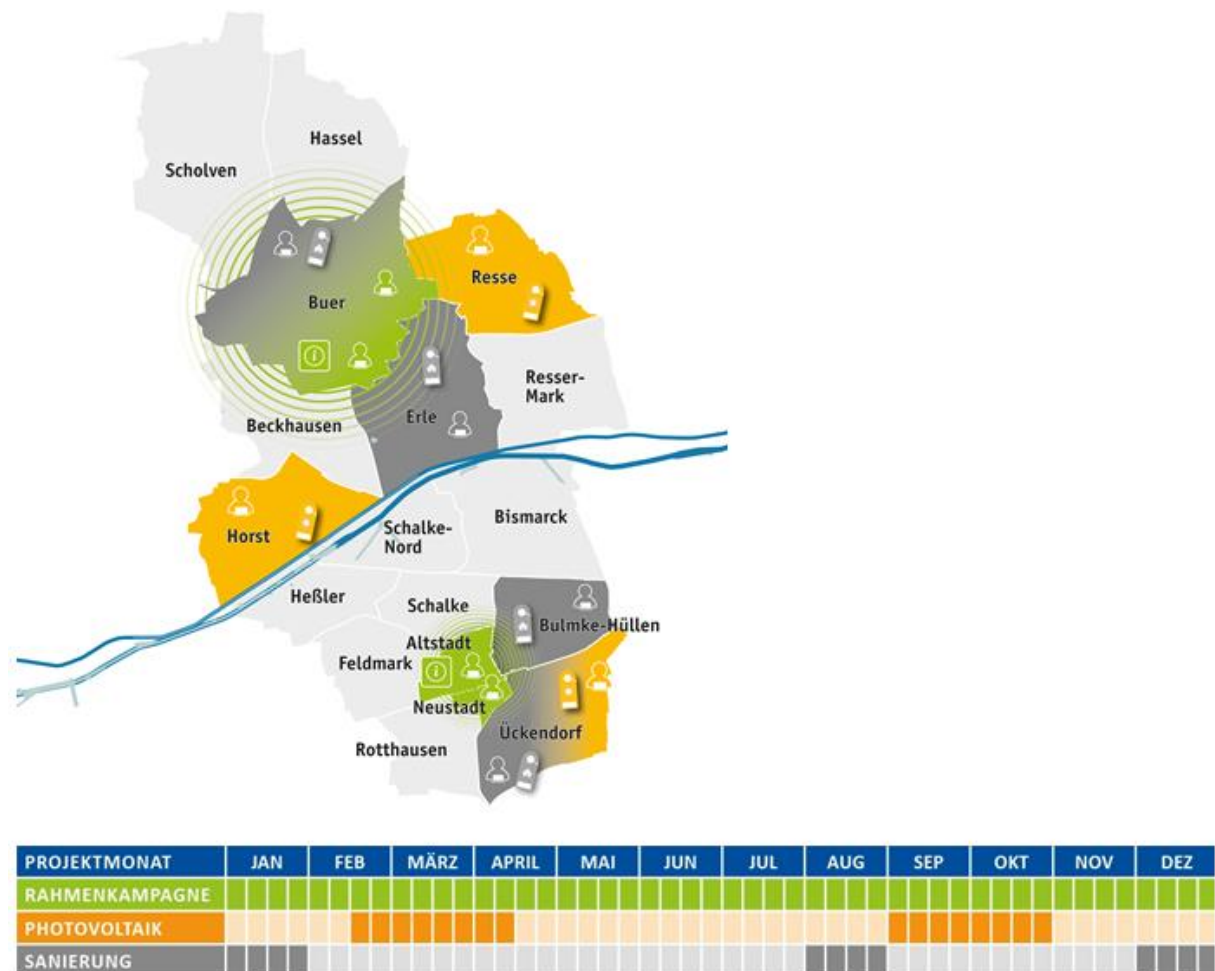 Hassel
Scholven
Resse
Buer
Resser-
Mark
Erle
Beckhausen
Bismarck
Schalke-
Nord
Horst
Heßler
Schalke
Bulmke-Hüllen
Altstadt
Feldmark
Neustadt
Ückendorf
Rotthausen
PROJEKTMONAT JAN FEB MÄRZ APRIL MAI JUN JUL AUG SEP OKT NOV DEZ
RAHMENKAMPAGNE
PHOTOVOLTAIK
SANIERUNG